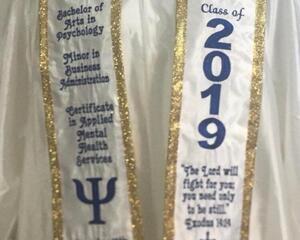 Bachelor of
Arts in
Psychology
Minor in
Business
Administration
Certificate
in Applied
Mental
Health
Services
Ψ
Class of
2019
"The Lord will
fight for you;
you need only
to be still."
Exodus 14:14